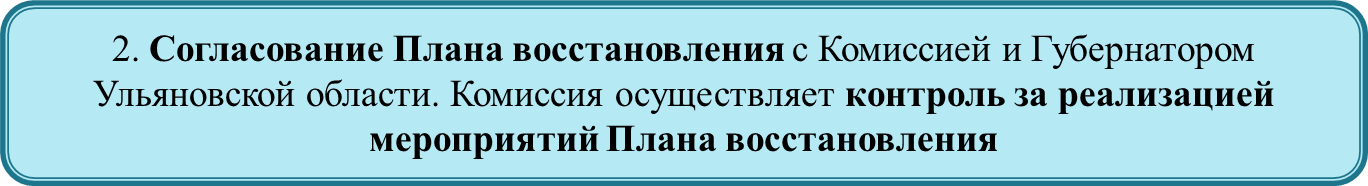 2. Согласование Плана восстановления с Комиссией и Губернатором
Ульяновской области. Комиссия осуществляет контроль за реализацией
мероприятий Плана восстановления